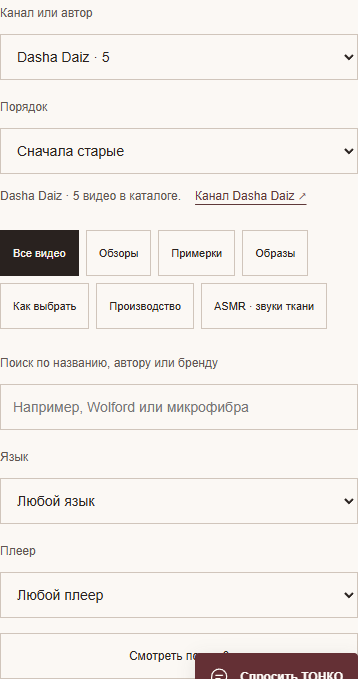 Канал или автор
Dasha Daiz · 5
Порядок
Сначала старые
Dasha Daiz · 5 видео в каталоге. Канал Dasha Daiz ↗
Все видео Обзоры Примерки Образы
Как выбрать Производство ASMR · звуки ткани
Поиск по названию, автору или бренду
Например, Wolford или микрофибра
Язык
Любой язык
Плеер
Любой плеер
Смотреть
Спросить ТОНКО